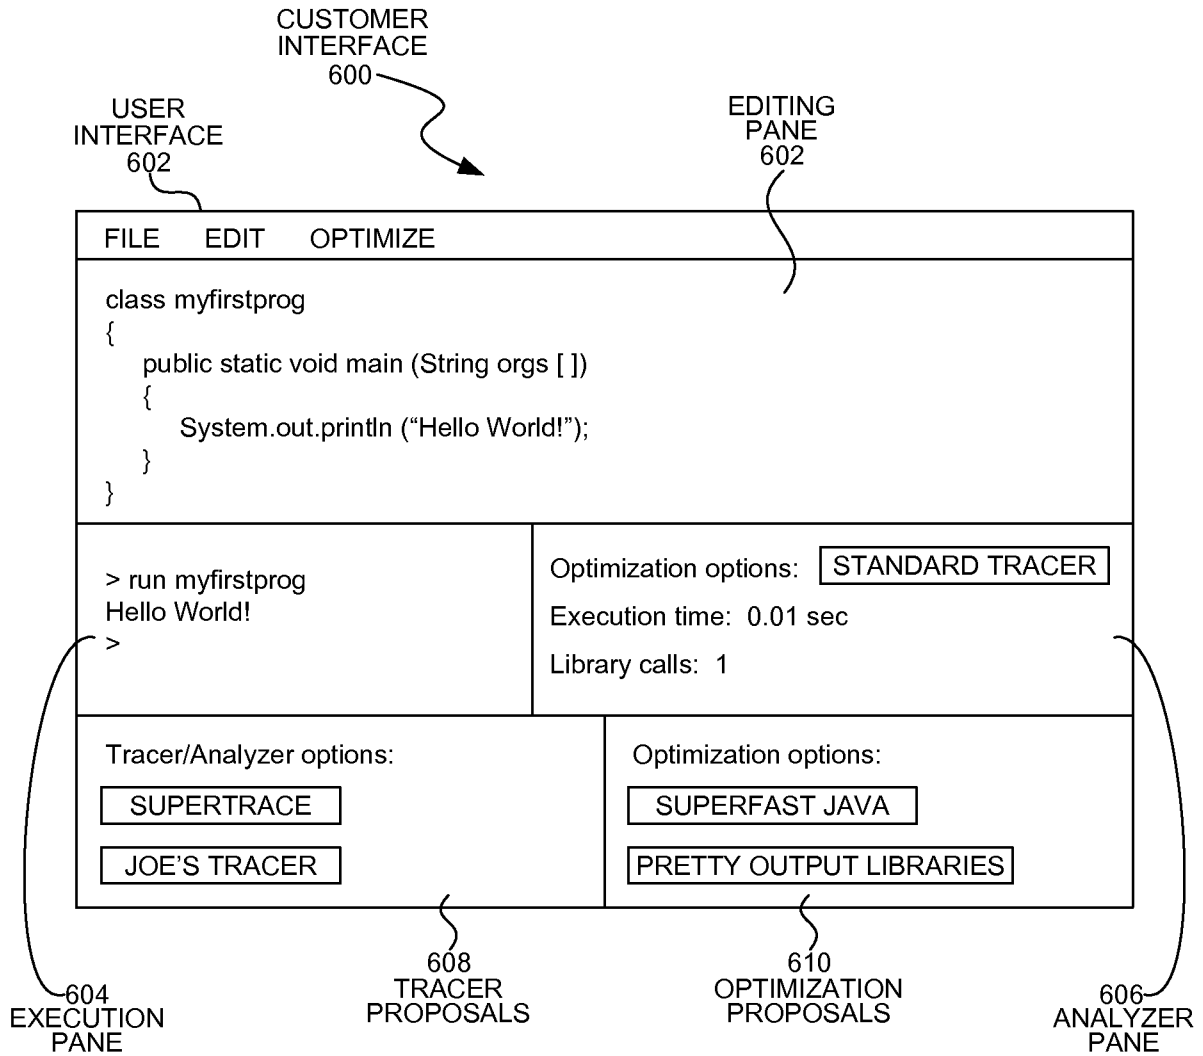 CUSTOMER
INTERFACE
600
USER
INTERFACE
602
EDITING
PANE
602
FILE EDIT OPTIMIZE
class myfirstprog
{
public static void main (String orgs [ ])
{
System.out.println (“Hello World!”);
}
}
> run myfirstprog
Hello World!
>
Optimization options: STANDARD TRACER
Execution time: 0.01 sec
Library calls: 1
Tracer/Analyzer options:
SUPERTRACE
JOE’S TRACER
Optimization options:
SUPERFAST JAVA
PRETTY OUTPUT LIBRARIES
604
EXECUTION
PANE
608
TRACER
PROPOSALS
610
OPTIMIZATION
PROPOSALS
606
ANALYZER
PANE